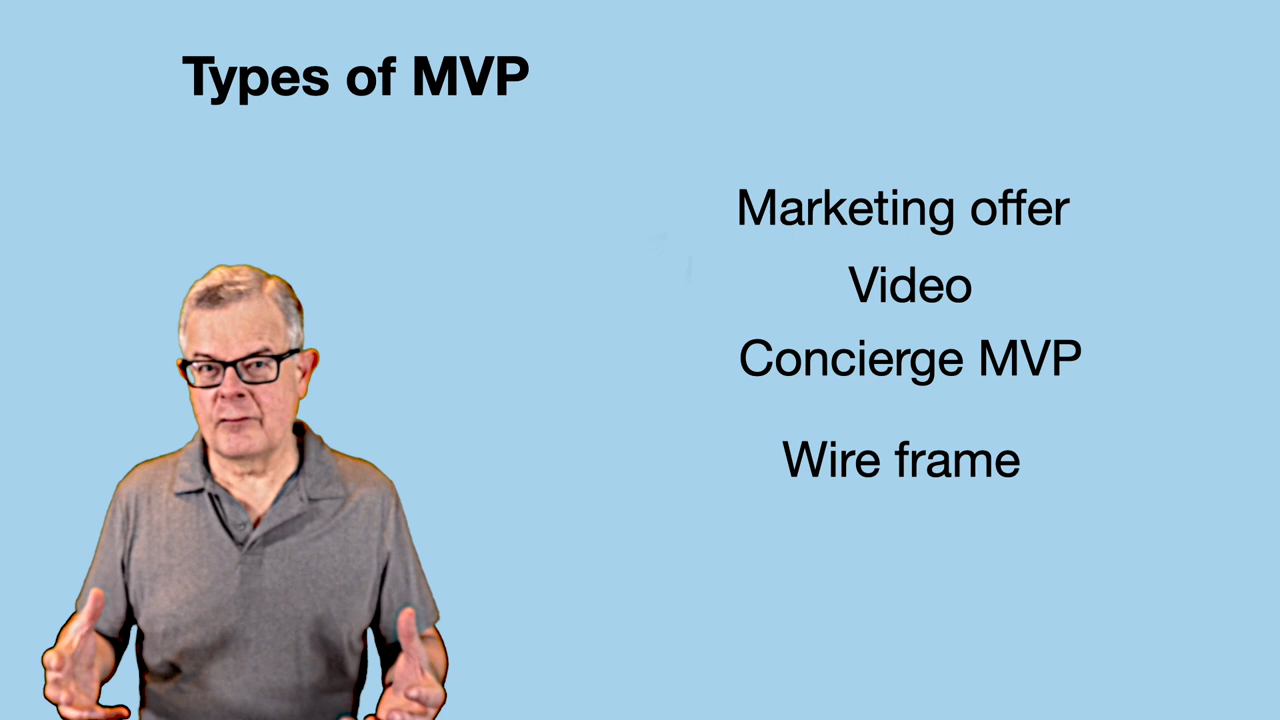 Types of MVP
Marketing offer
Video
Concierge MVP
Wire frame